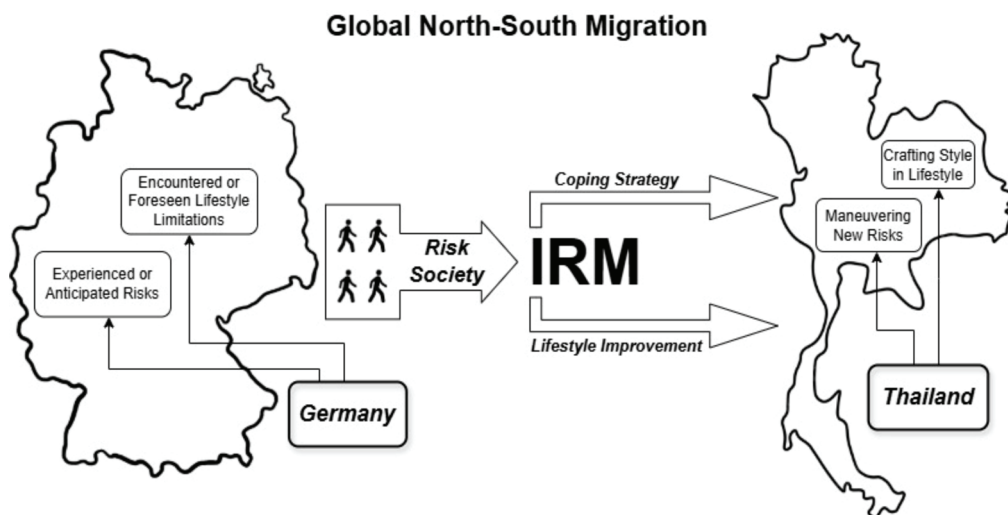 Global North-South Migration
Encountered or
Foreseen Lifestyle
Limitations
Experienced or
Anticipated Risks
Germany
Risk
Society
IRM
Coping Strategy
Lifestyle Improvement
Crafting Style
in Lifestyle
Maneuvering
New Risks
Thailand